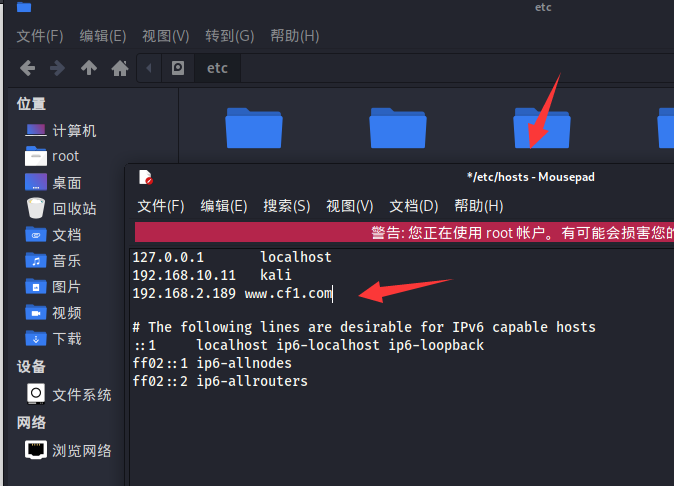 etc
文件(F) 编辑(E) 视图(V) 转到(G) 帮助(H)
etc
位置
计算机
root
桌面
回收站
文档
音乐
图片
视频
下载
设备
文件系统
网络
浏览网络
*/etc/hosts - Mousepad
文件(F) 编辑(E) 搜索(S) 视图(V) 文档(D) 帮助(H)
警告: 您正在使用 root 帐户。有可能会损害您的
127.0.0.1 localhost
192.168.10.11 kali
192.168.2.189 www.cf1.com
# The following lines are desirable for IPv6 capable hosts
::1 localhost ip6-localhost ip6-loopback
ff02::1 ip6-allnodes
ff02::2 ip6-allrouters